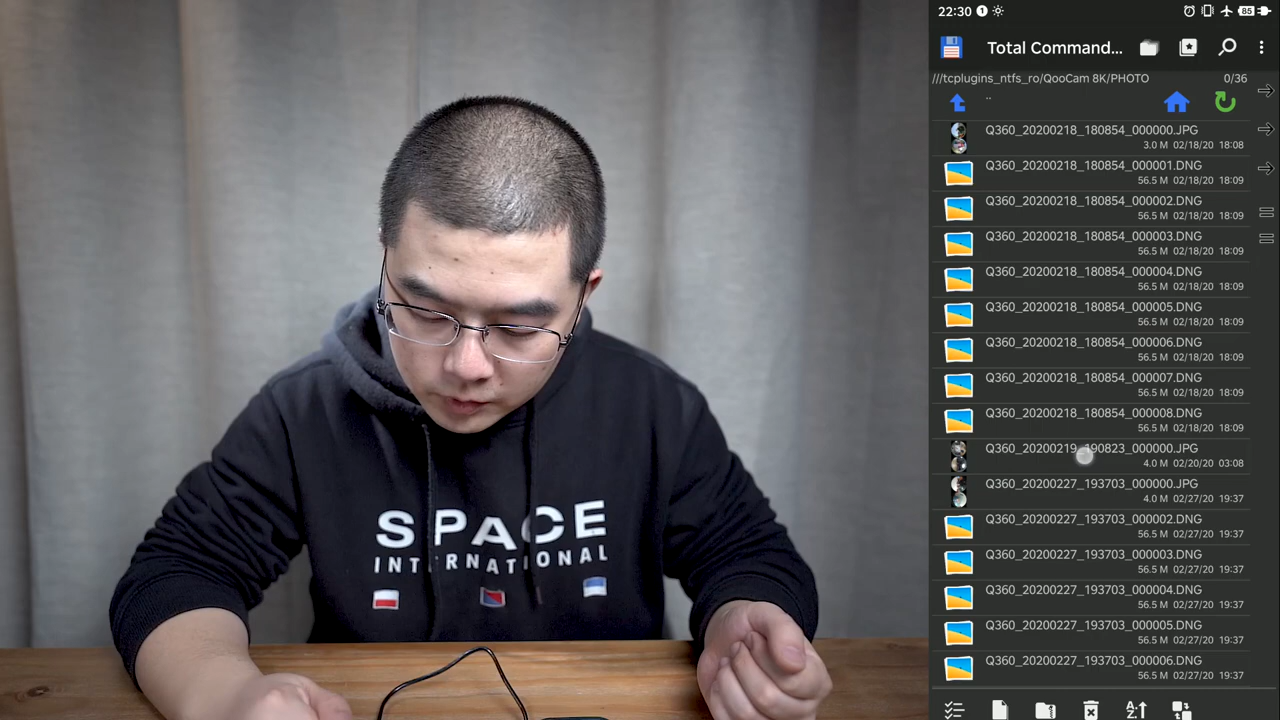 SPACE
INTERNATIONAL
22:30 1 85
Total Command...
///tcplugins_ntfs_ro/QooCam 8K/PHOTO 0/36
..
Q360_20200218_180854_000000.JPG
3.0 M 02/18/20 18:08
Q360_20200218_180854_000001.DNG
56.5 M 02/18/20 18:09
Q360_20200218_180854_000002.DNG
56.5 M 02/18/20 18:09
Q360_20200218_180854_000003.DNG
56.5 M 02/18/20 18:09
Q360_20200218_180854_000004.DNG
56.5 M 02/18/20 18:09
Q360_20200218_180854_000005.DNG
56.5 M 02/18/20 18:09
Q360_20200218_180854_000006.DNG
56.5 M 02/18/20 18:09
Q360_20200218_180854_000007.DNG
56.5 M 02/18/20 18:09
Q360_20200218_180854_000008.DNG
56.5 M 02/18/20 18:09
Q360_20200219_190823_000000.JPG
4.0 M 02/20/20 03:08
Q360_20200227_193703_000000.JPG
4.0 M 02/27/20 19:37
Q360_20200227_193703_000002.DNG
56.5 M 02/27/20 19:37
Q360_20200227_193703_000003.DNG
56.5 M 02/27/20 19:37
Q360_20200227_193703_000004.DNG
56.5 M 02/27/20 19:37
Q360_20200227_193703_000005.DNG
56.5 M 02/27/20 19:37
Q360_20200227_193703_000006.DNG
56.5 M 02/27/20 19:37